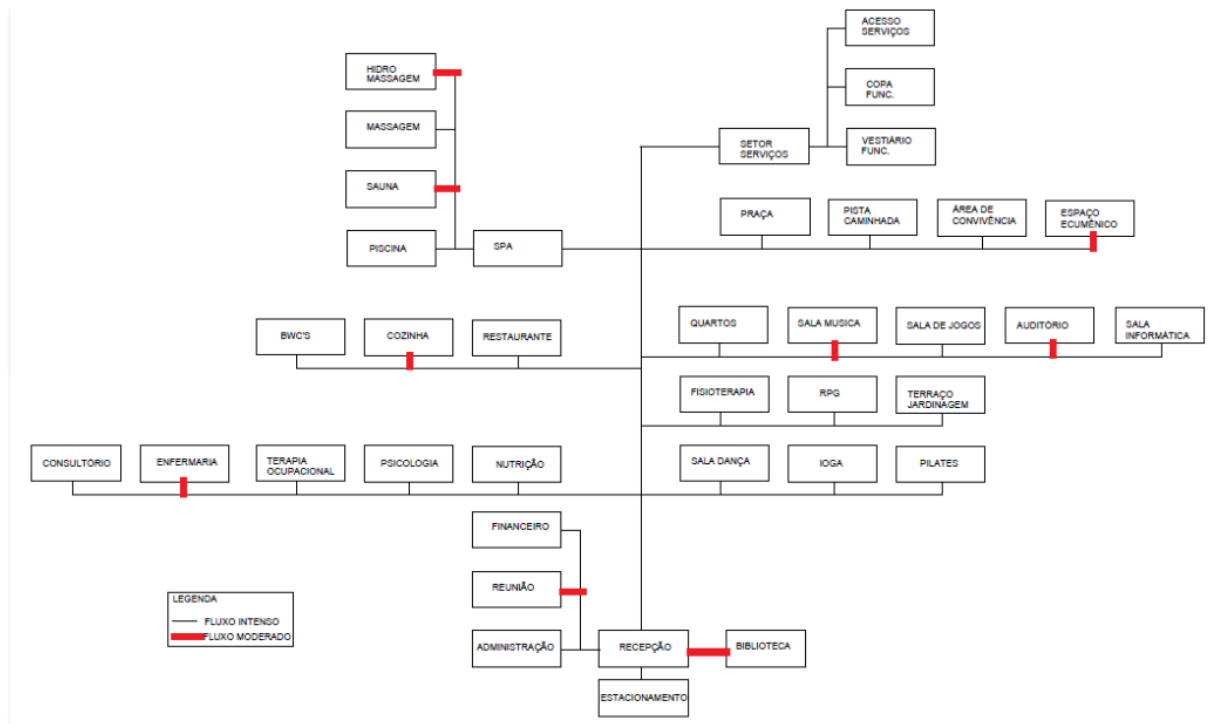 ACESSO
SERVIÇOS
HIDRO
MASSAGEM
COPA
FUNC.
MASSAGEM
SETOR
SERVIÇOS
VESTIÁRIO
FUNC.
SAUNA
PRAÇA
PISTA
CAMINHADA
ÁREA DE
CONVIVÊNCIA
ESPAÇO
ECUMÊNICO
PISCINA
SPA
BWC'S
COZINHA
RESTAURANTE
QUARTOS
SALA MUSICA
SALA DE JOGOS
AUDITÓRIO
SALA
INFORMÁTICA
FISIOTERAPIA
RPG
TERRAÇO
JARDINAGEM
CONSULTÓRIO
ENFERMARIA
TERAPIA
OCUPACIONAL
PSICOLOGIA
NUTRIÇÃO
SALA DANÇA
IOGA
PILATES
FINANCEIRO
REUNIÃO
ADMINISTRAÇÃO
RECEPÇÃO
BIBLIOTECA
ESTACIONAMENTO
LEGENDA
FLUXO INTENSO
FLUXO MODERADO